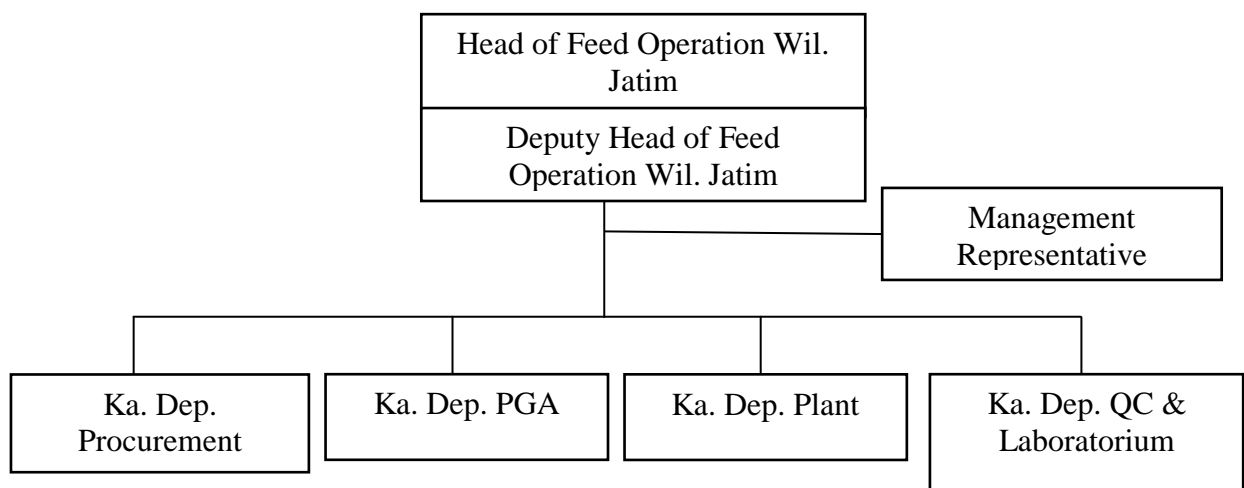 Head of Feed Operation Wil.
Jatim
Deputy Head of Feed
Operation Wil. Jatim
Management
Representative
Ka. Dep.
Procurement
Ka. Dep. PGA
Ka. Dep. Plant
Ka. Dep. QC &
Laboratorium